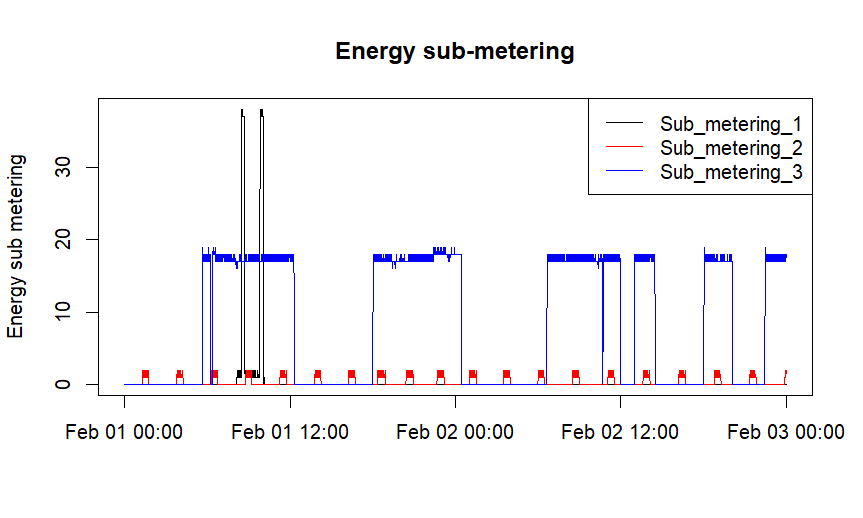 Energy sub-metering
Sub_metering_1
Sub_metering_2
Sub_metering_3
Energy sub metering
30
20
10
0
Feb 01 00:00
Feb 01 12:00
Feb 02 00:00
Feb 02 12:00
Feb 03 00:00